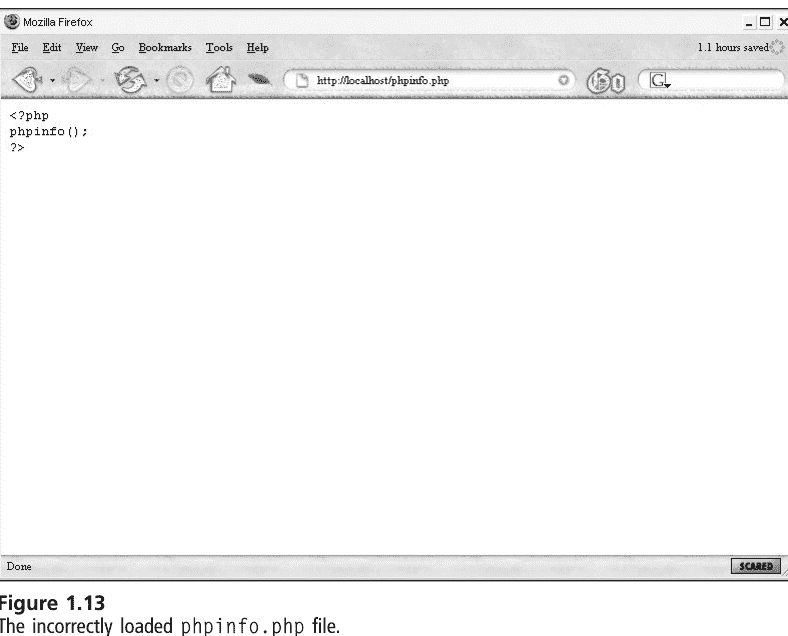 Mozilla Firefox
File Edit View Go Bookmarks Tools Help
1.1 hours saved
http://localhost/phpinfo.php
G
<?php
phpinfo();
?>
Done
SCARED
Figure 1.13
The incorrectly loaded phpinfo.php file.